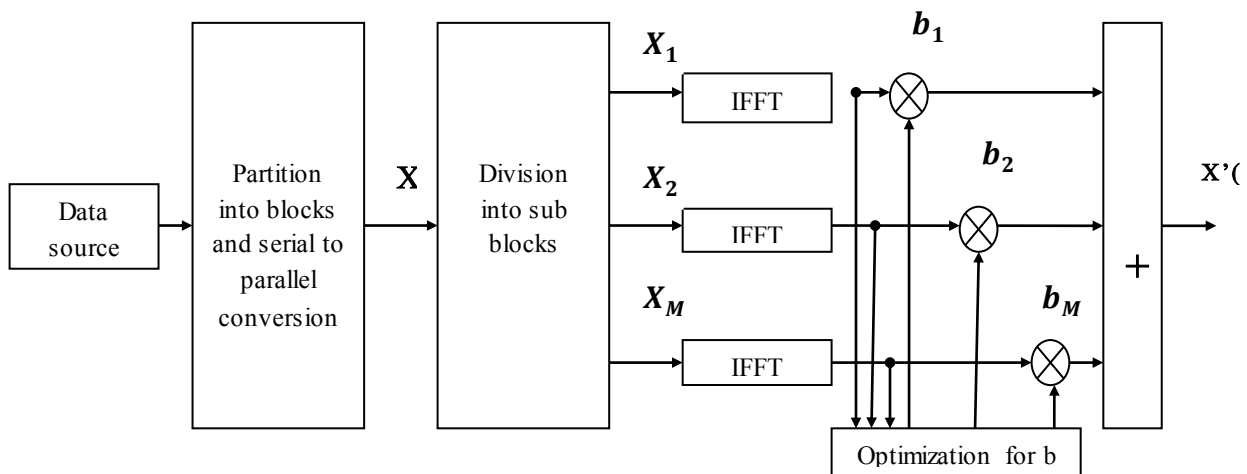 Data
source
Partition
into blocks
and serial to
parallel
conversion
X
Division
into sub
blocks
X1
IFFT
b1
X2
IFFT
b2
XM
IFFT
bM
Optimization for b
+
X'(